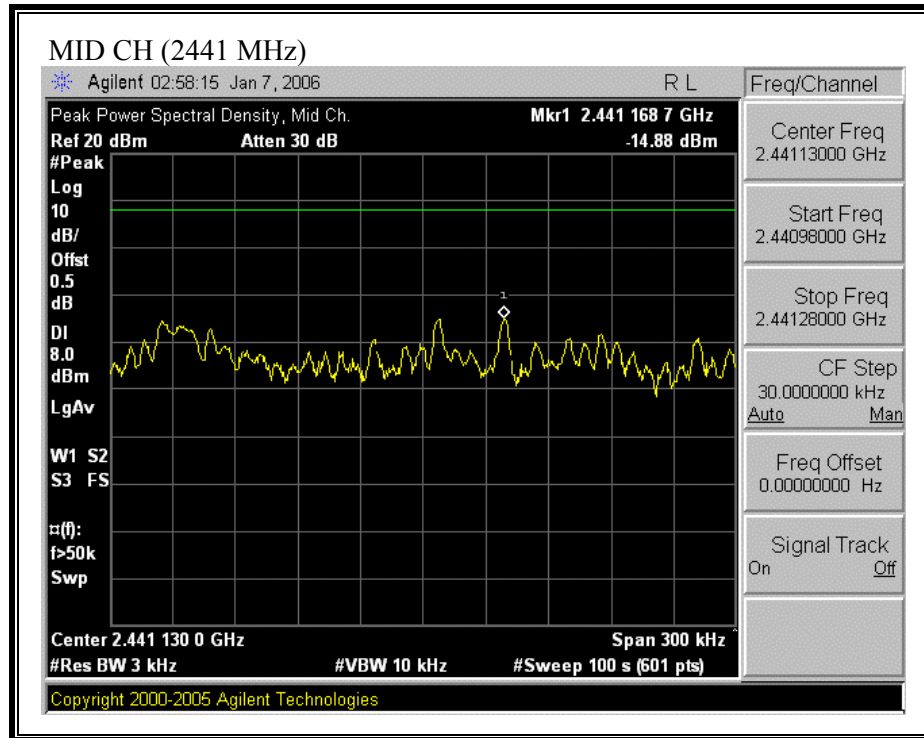 MID CH (2441 MHz)
Agilent 02:58:15 Jan 7, 2006 R L
Peak Power Spectral Density, Mid Ch. Mkr1 2.441 168 7 GHz
Ref 20 dBm Atten 30 dB -14.88 dBm
#Peak
Log
10
dB/
Offst
0.5
dB
DI
8.0
dBm
LgAv
W1 S2
S3 FS
¤(f):
f>50k
Swp
1
Center 2.441 130 0 GHz Span 300 kHz
#Res BW 3 kHz #VBW 10 kHz #Sweep 100 s (601 pts)
Copyright 2000-2005 Agilent Technologies
Freq/Channel
Center Freq
2.44113000 GHz
Start Freq
2.44098000 GHz
Stop Freq
2.44128000 GHz
CF Step
30.0000000 kHz
Auto Man
Freq Offset
0.00000000 Hz
Signal Track
On Off